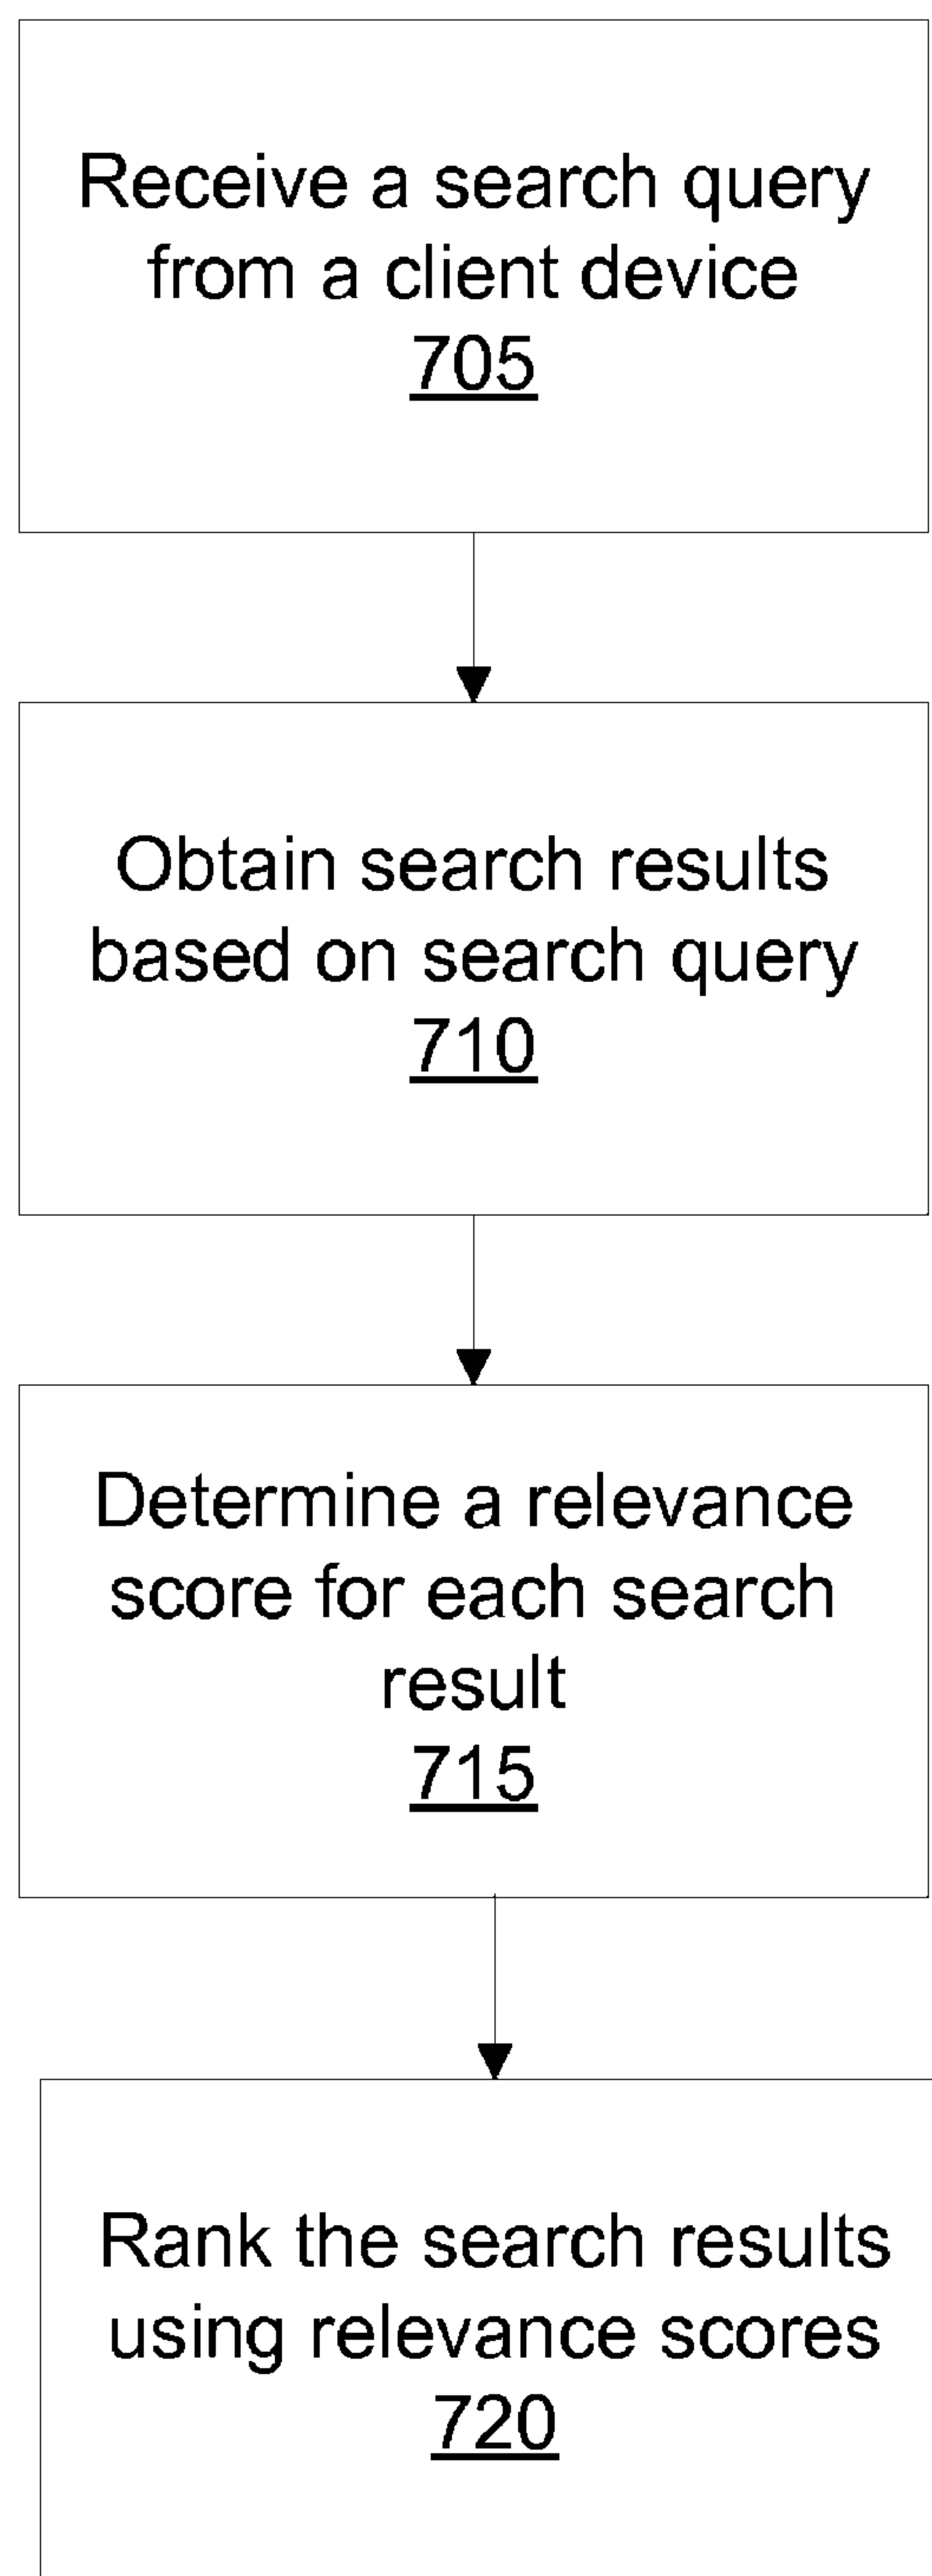 Receive a search query
from a client device
705
Obtain search results
based on search query
710
Determine a relevance
score for each search
result
715
Rank the search results
using relevance scores
720